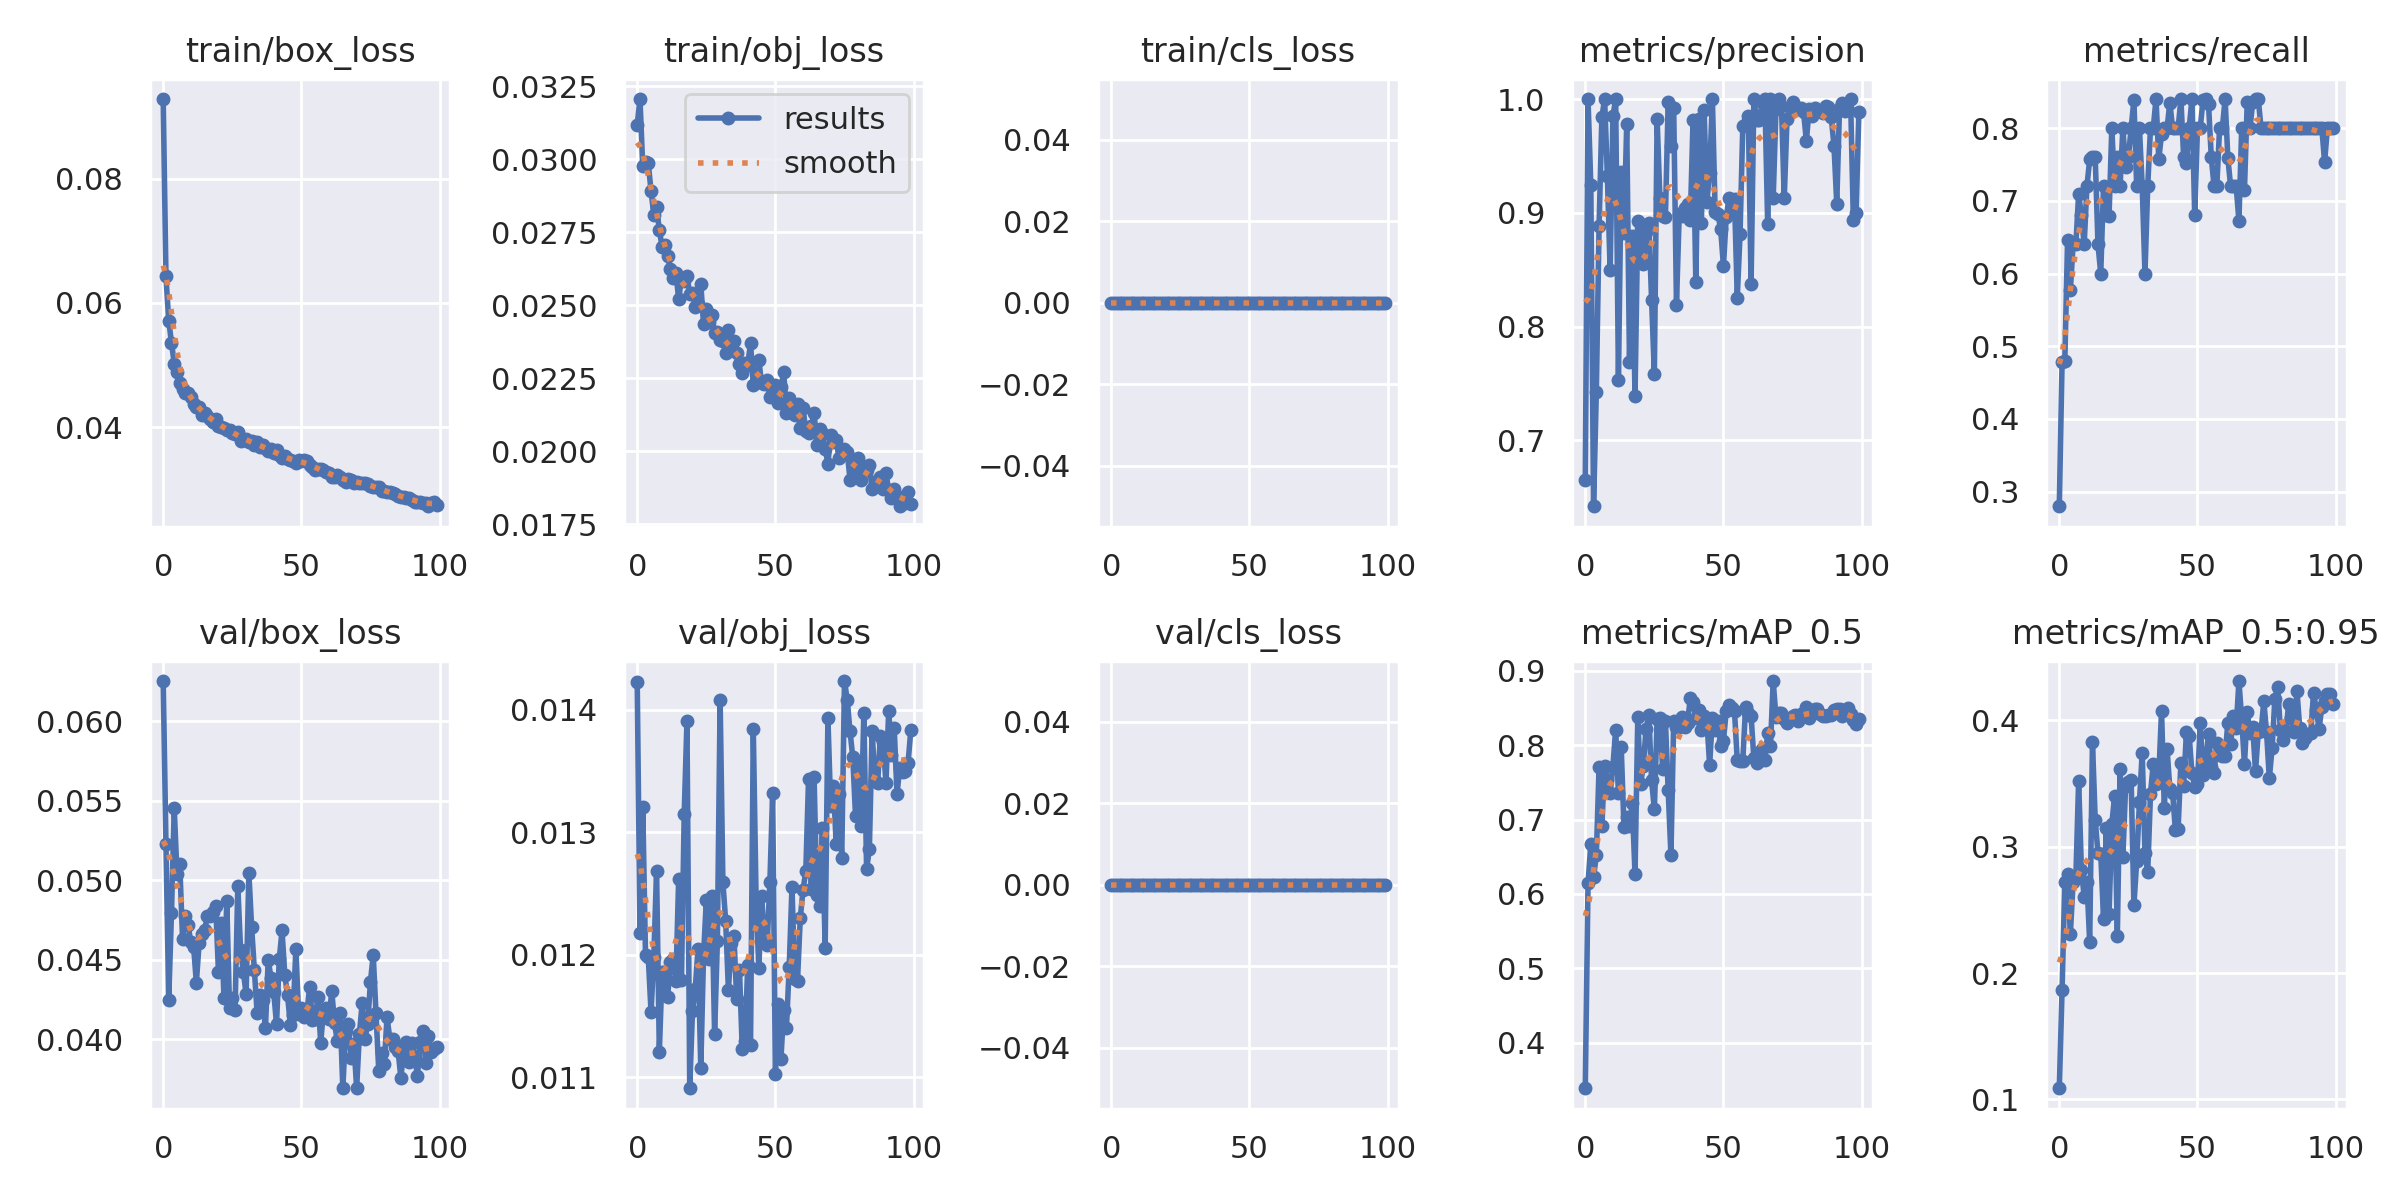 train/box_loss
train/obj_loss
train/cls_loss
metrics/precision
metrics/recall
0.08
0.06
0.04
0 50 100
0.0325
0.0300
0.0275
0.0250
0.0225
0.0200
0.0175
results
smooth
0 50 100
0.04
0.02
0.00
−0.02
−0.04
0 50 100
1.0
0.9
0.8
0.7
0 50 100
0.8
0.7
0.6
0.5
0.4
0.3
0 50 100
val/box_loss
val/obj_loss
val/cls_loss
metrics/mAP_0.5
metrics/mAP_0.5:0.95
0.060
0.055
0.050
0.045
0.040
0 50 100
0.014
0.013
0.012
0.011
0 50 100
0.04
0.02
0.00
−0.02
−0.04
0 50 100
0.9
0.8
0.7
0.6
0.5
0.4
0 50 100
0.4
0.3
0.2
0.1
0 50 100